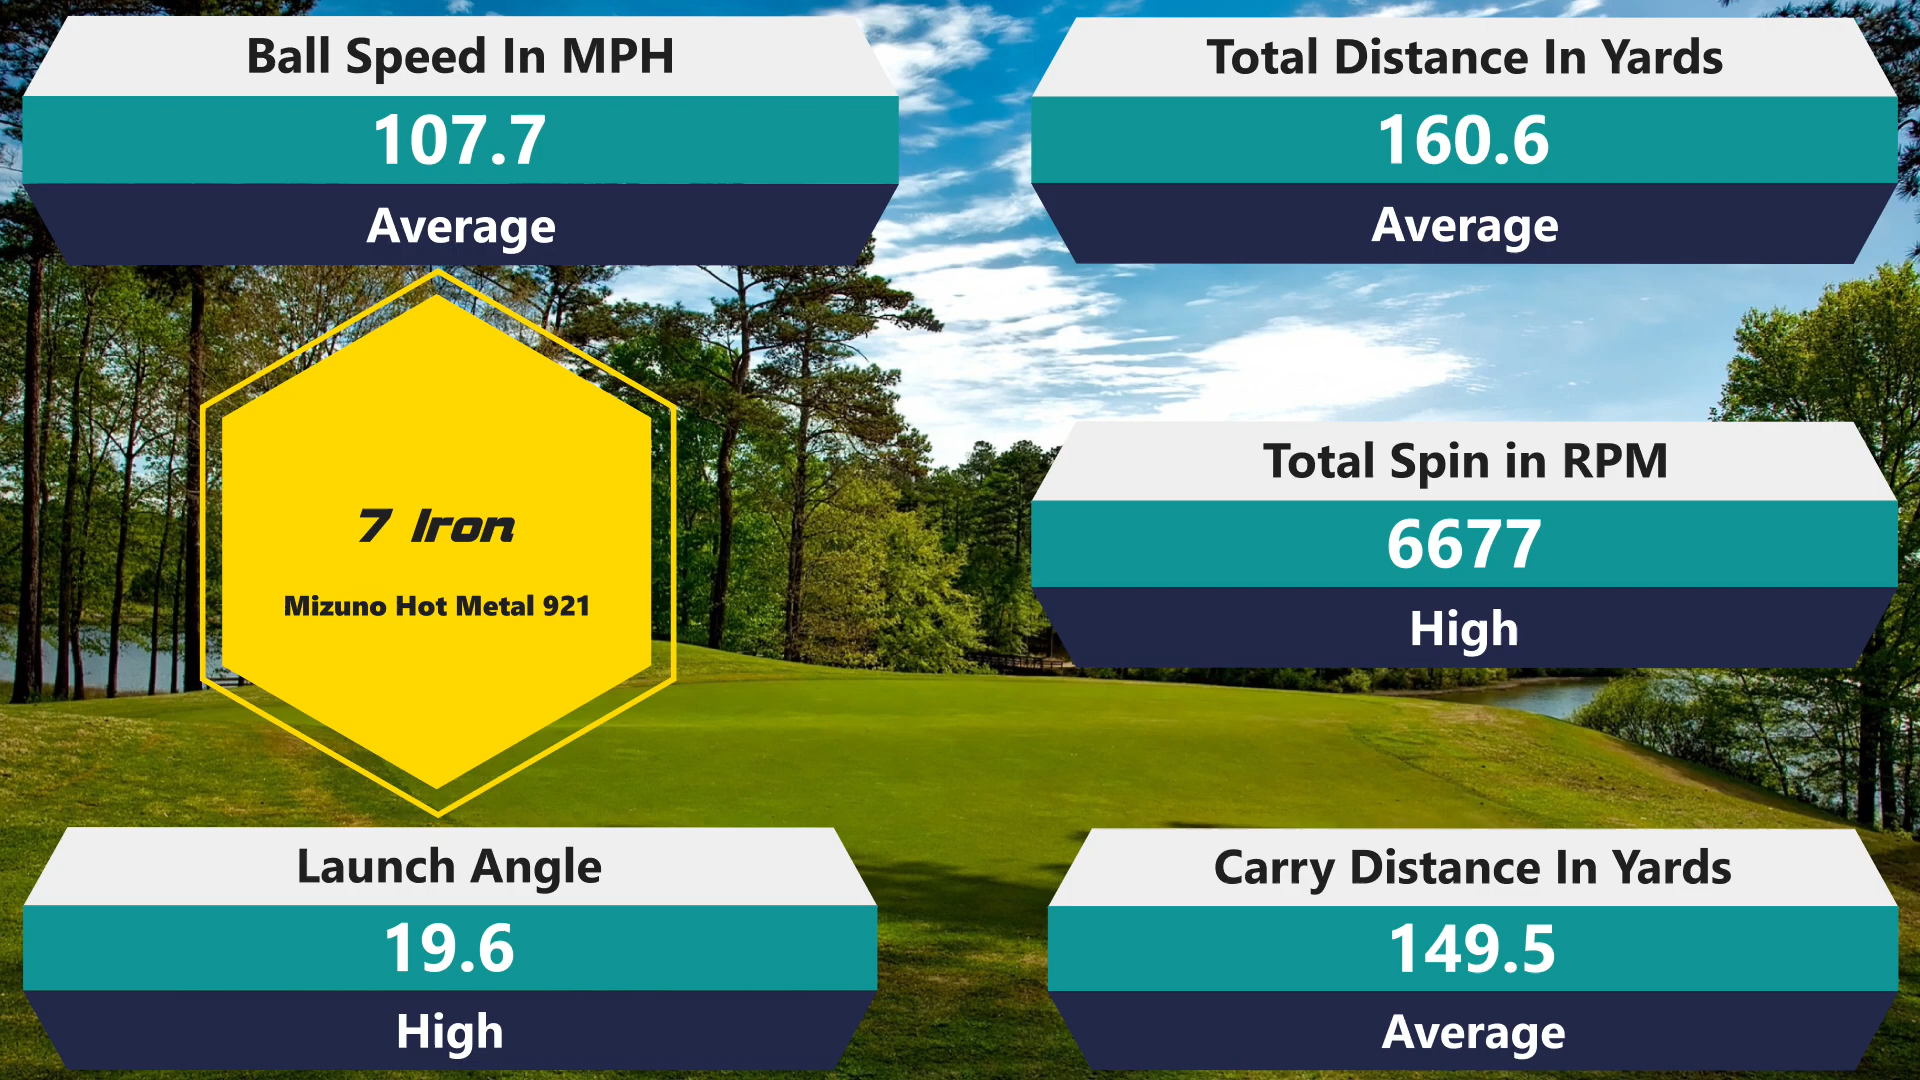 Ball Speed In MPH
107.7
Average
Total Distance In Yards
160.6
Average
7 Iron
Mizuno Hot Metal 921
Total Spin in RPM
6677
High
Launch Angle
19.6
High
Carry Distance In Yards
149.5
Average